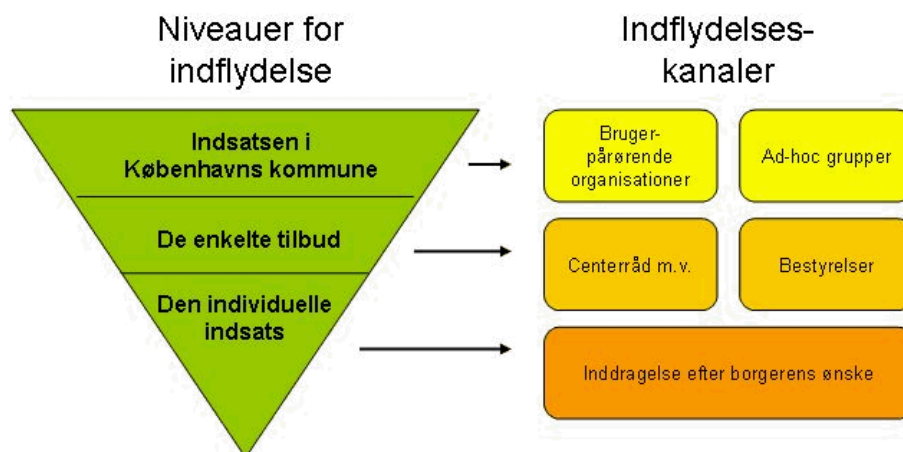 Niveauer for
indflydelse
Indflydelses-
kanaler
Indsatsen i
Københavns kommune
De enkelte tilbud
Den individuelle
indsats
Bruger-
pårørende
organisationer
Ad-hoc grupper
Centerråd m.v.
Bestyrelser
Inddragelse efter borgerens ønske